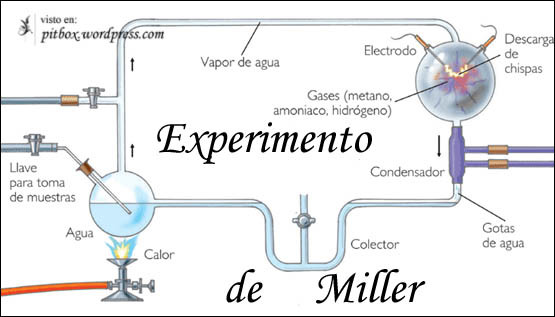 visto en:
pitbox.wordpress.com
Vapor de agua
Electrodo
Descarga
de
chispas
Gases (metano,
amoniaco, hidrógeno)
Experimento
Condensador
Llave
para toma
de muestras
Agua
Calor
Colector
Gotas
de agua
de Miller